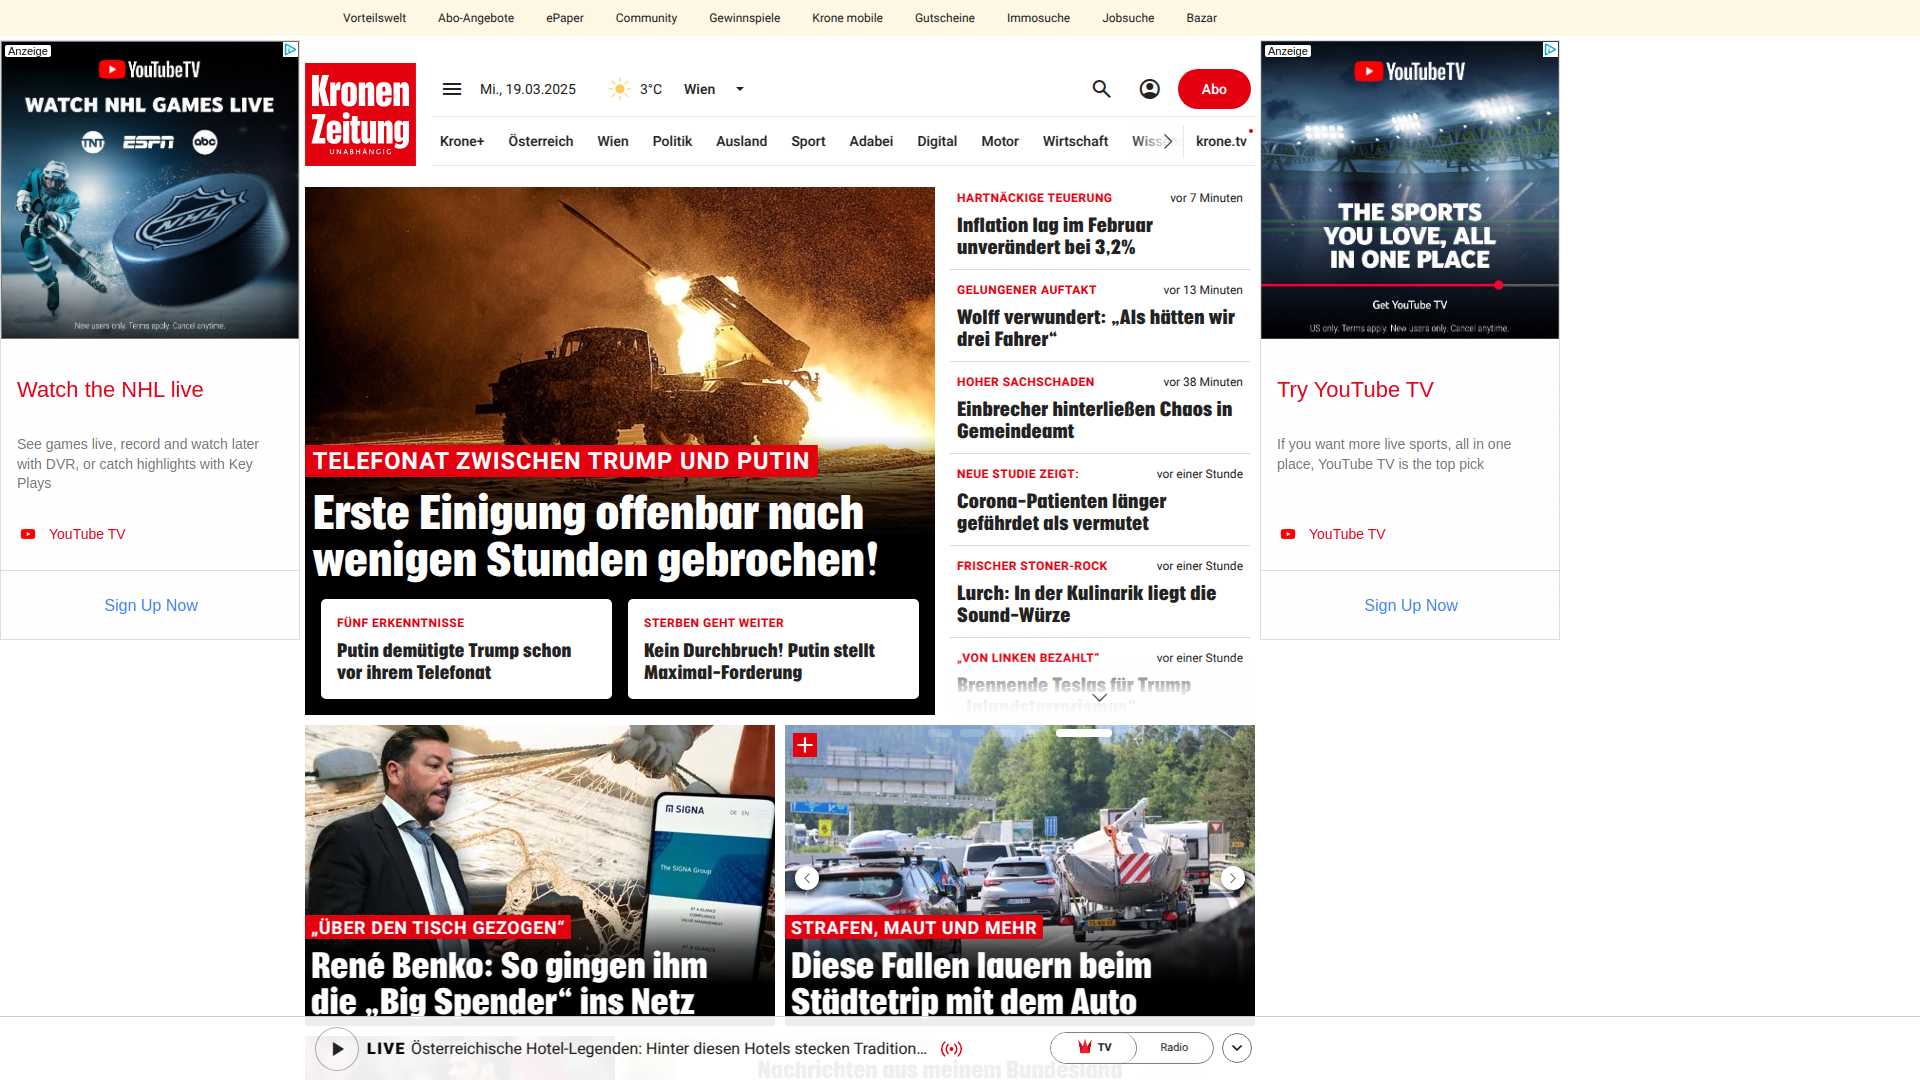 Vorteilswelt Abo-Angebote ePaper Community Gewinnspiele Krone mobile Gutscheine Immosuche Jobsuche Bazar
Anzeige
YouTubeTV
WATCH NHL GAMES LIVE
TNT ESPN abc
NHL
New users only. Terms apply. Cancel anytime.
Watch the NHL live
See games live, record and watch later
with DVR, or catch highlights with Key
Plays
YouTube TV
Sign Up Now
Kronen
Zeitung
UNABHÄNGIG
Mi., 19.03.2025 3°C Wien
Abo
Krone+ Österreich Wien Politik Ausland Sport Adabei Digital Motor Wirtschaft Wiss krone.tv
TELEFONAT ZWISCHEN TRUMP UND PUTIN
Erste Einigung offenbar nach
wenigen Stunden gebrochen!
FÜNF ERKENNTNISSE
Putin demütigte Trump schon
vor ihrem Telefonat
STERBEN GEHT WEITER
Kein Durchbruch! Putin stellt
Maximal-Forderung
HARTNÄCKIGE TEUERUNG vor 7 Minuten
Inflation lag im Februar
unverändert bei 3,2%
GELUNGENER AUFTAKT vor 13 Minuten
Wolff verwundert: „Als hätten wir
drei Fahrer“
HOHER SACHSCHADEN vor 38 Minuten
Einbrecher hinterließen Chaos in
Gemeindeamt
NEUE STUDIE ZEIGT: vor einer Stunde
Corona-Patienten länger
gefährdet als vermutet
FRISCHER STONER-ROCK vor einer Stunde
Lurch: In der Kulinarik liegt die
Sound-Würze
„VON LINKEN BEZAHLT“ vor einer Stunde
Brennende Teslas für Trump
„Inlandsterrorismus“
Anzeige
YouTubeTV
THE SPORTS
YOU LOVE, ALL
IN ONE PLACE
Get YouTube TV
US only. Terms apply. New users only. Cancel anytime.
Try YouTube TV
If you want more live sports, all in one
place, YouTube TV is the top pick
YouTube TV
Sign Up Now
SIGNA
DE EN
The SIGNA Group
AT A GLANCE
COMPLIANCE
VALUE MANAGEMENT
„ÜBER DEN TISCH GEZOGEN“
René Benko: So gingen ihm
die „Big Spender“ ins Netz
STRAFEN, MAUT UND MEHR
Diese Fallen lauern beim
Städtetrip mit dem Auto
LIVE Österreichische Hotel-Legenden: Hinter diesen Hotels stecken Tradition...
TV Radio
Nachrichten aus meinem Bundesland